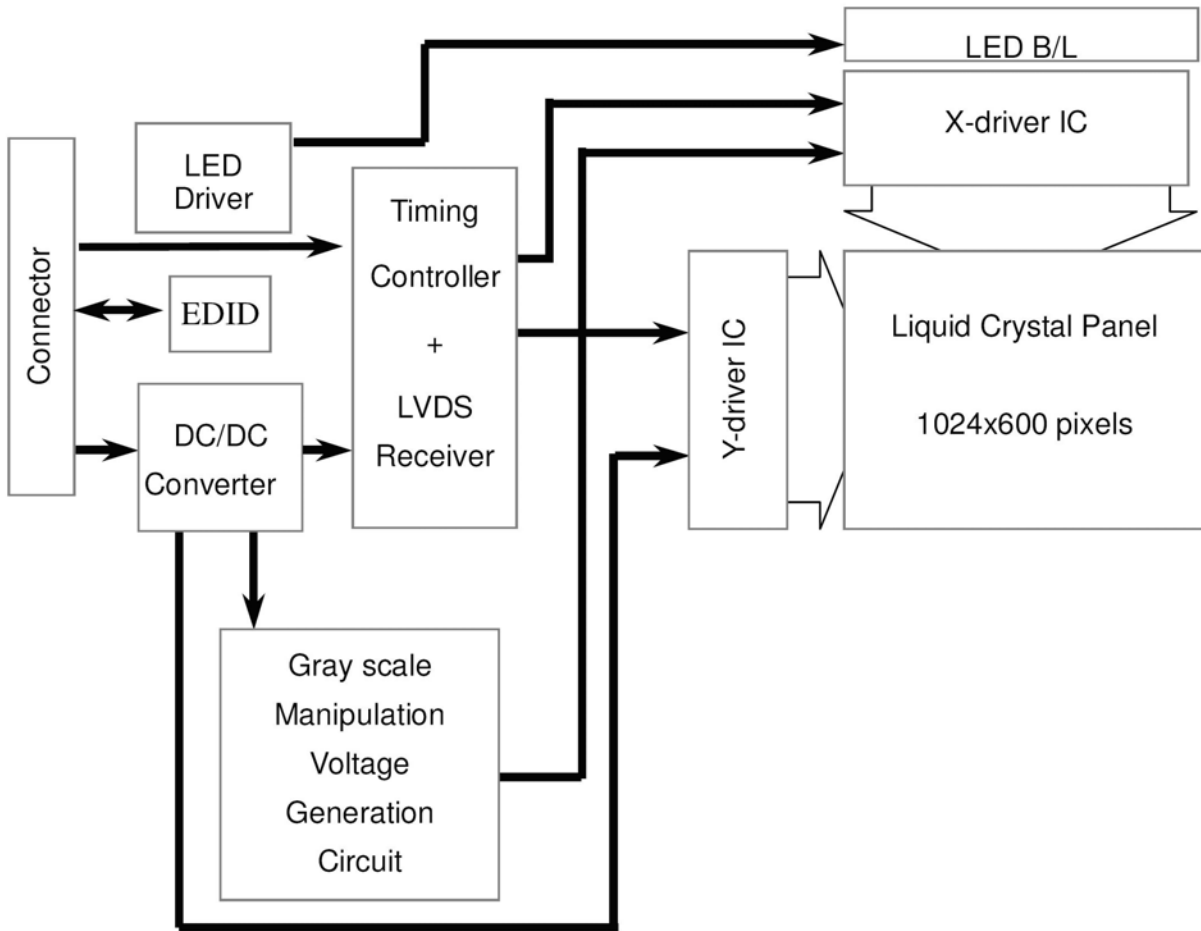 LED B/L
X-driver IC
LED
Driver
Connector
EDID
DC/DC
Converter
Timing
Controller
+
LVDS
Receiver
Y-driver IC
Liquid Crystal Panel
1024x600 pixels
Gray scale
Manipulation
Voltage
Generation
Circuit